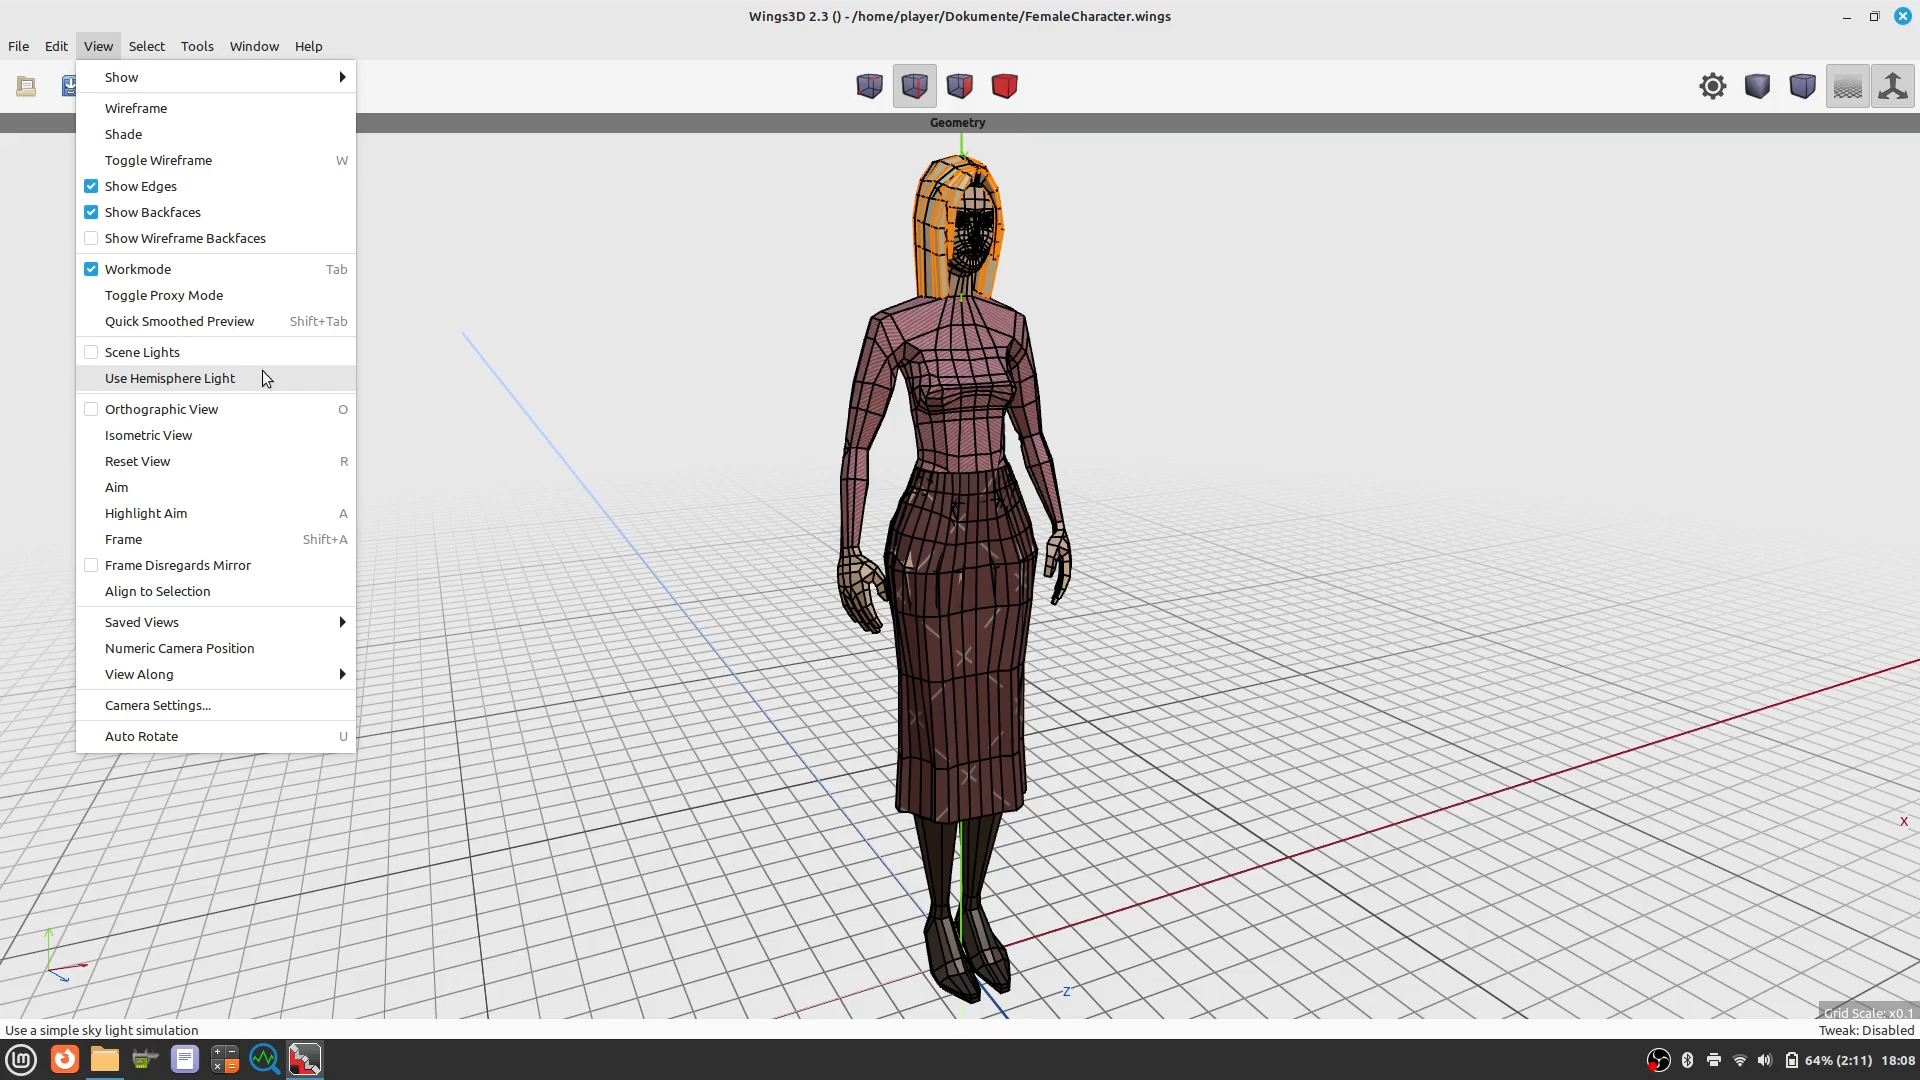 Wings3D 2.3 () - /home/player/Dokumente/FemaleCharacter.wings
File Edit View Select Tools Window Help
Geometry
Show
Wireframe
Shade
Toggle Wireframe W
Show Edges
Show Backfaces
Show Wireframe Backfaces
Workmode Tab
Toggle Proxy Mode
Quick Smoothed Preview Shift+Tab
Scene Lights
Use Hemisphere Light
Orthographic View O
Isometric View
Reset View R
Aim
Highlight Aim A
Frame Shift+A
Frame Disregards Mirror
Align to Selection
Saved Views
Numeric Camera Position
View Along
Camera Settings...
Auto Rotate U
Y
X
Z
Grid Scale: x0.1
Use a simple sky light simulation
Tweak: Disabled
64% (2:11) 18:08